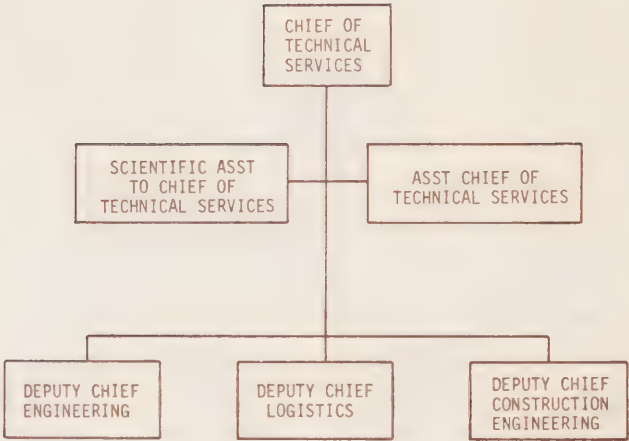 CHIEF OF
TECHNICAL
SERVICES
SCIENTIFIC ASST
TO CHIEF OF
TECHNICAL SERVICES
ASST CHIEF OF
TECHNICAL SERVICES
DEPUTY CHIEF
ENGINEERING
DEPUTY CHIEF
LOGISTICS
DEPUTY CHIEF
CONSTRUCTION
ENGINEERING